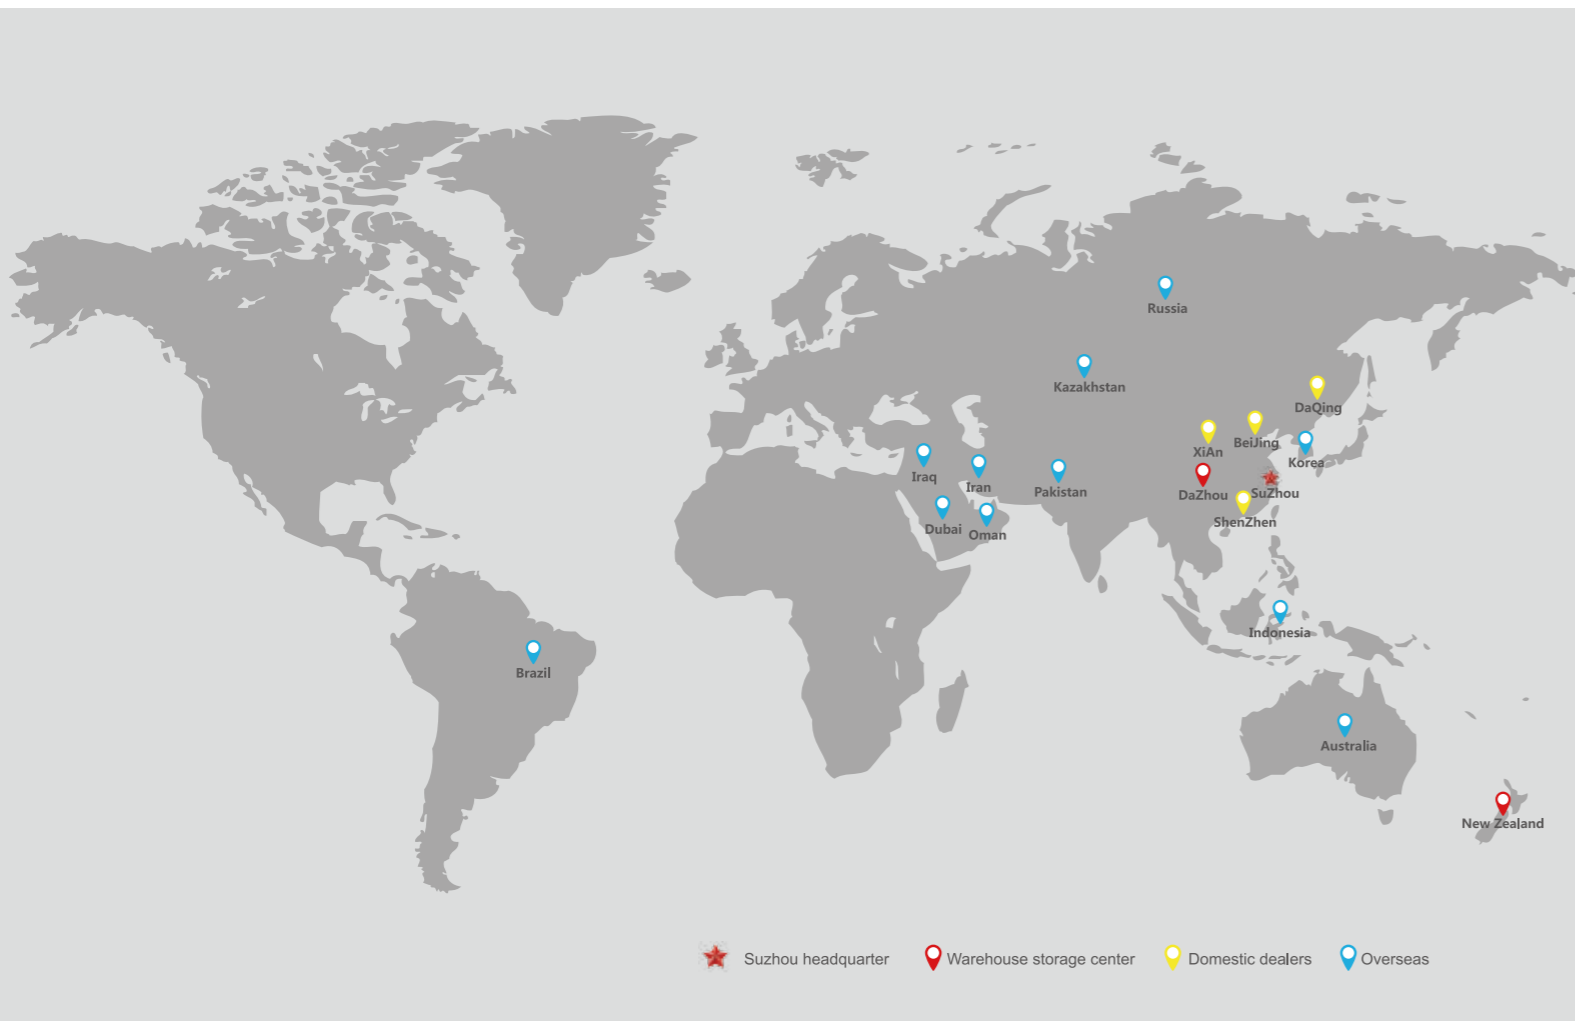 Russia
Kazakhstan
DaQing
BeiJing
XiAn
Korea
Iraq
Iran
Pakistan
DaZhou
SuZhou
ShenZhen
Dubai
Oman
Indonesia
Brazil
Australia
New Zealand
Suzhou headquarter
Warehouse storage center
Domestic dealers
Overseas